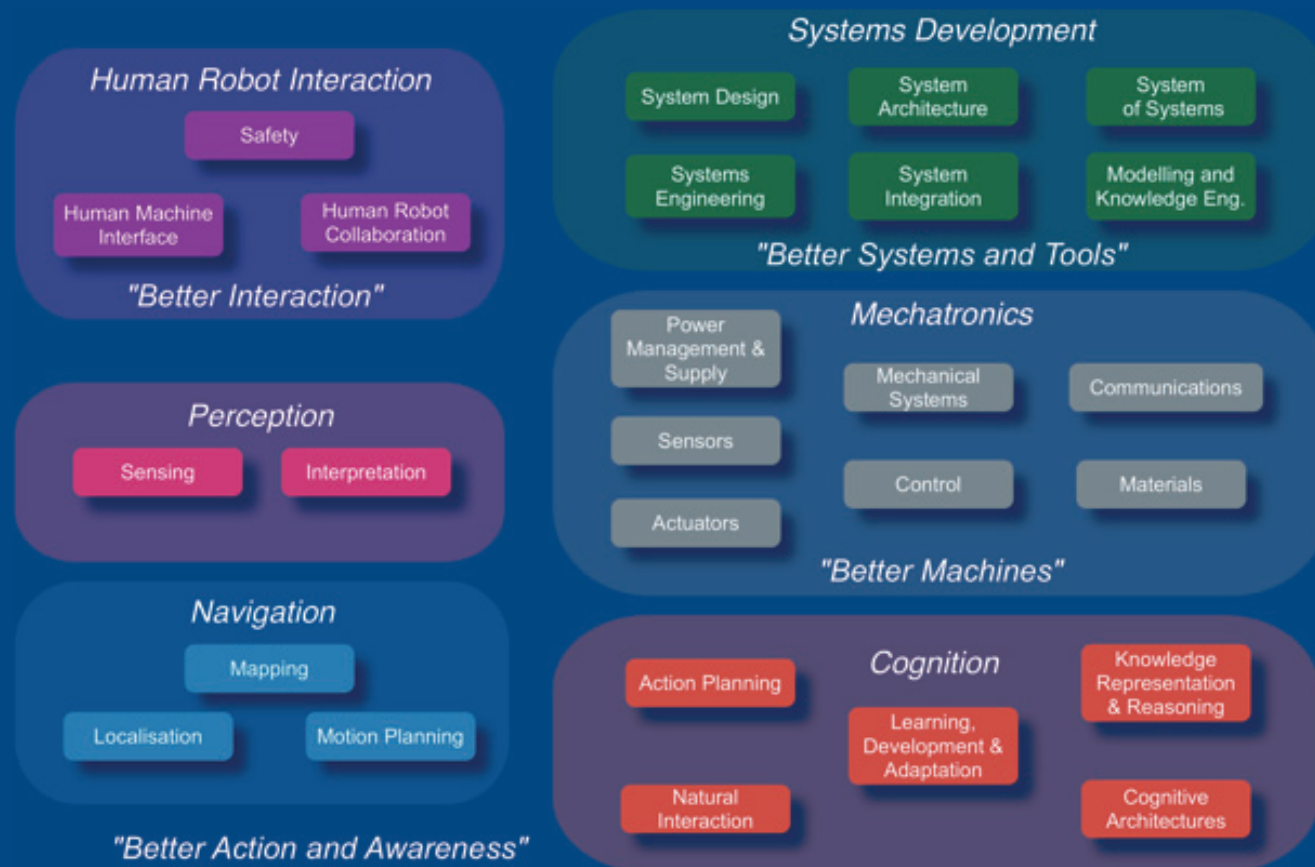 Human Robot Interaction
Safety
Human Machine
Interface
Human Robot
Collaboration
"Better Interaction"
Perception
Sensing
Interpretation
Navigation
Mapping
Localisation
Motion Planning
"Better Action and Awareness"
Systems Development
System Design
System
Architecture
System
of Systems
Systems
Engineering
System
Integration
Modelling and
Knowledge Eng.
"Better Systems and Tools"
Mechatronics
Power
Management &
Supply
Mechanical
Systems
Communications
Sensors
Control
Materials
Actuators
"Better Machines"
Cognition
Action Planning
Knowledge
Representation
& Reasoning
Learning,
Development &
Adaptation
Natural
Interaction
Cognitive
Architectures